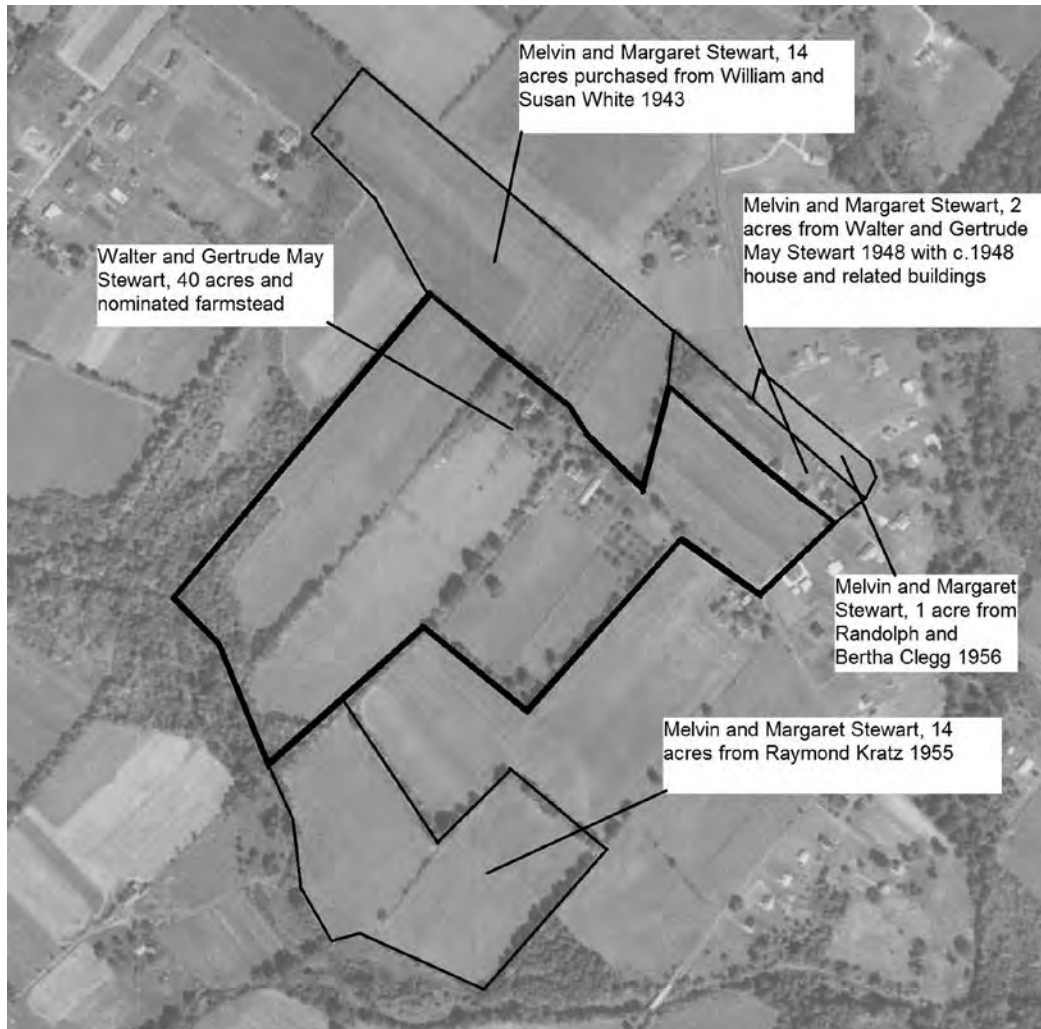 Melvin and Margaret Stewart, 14
acres purchased from William and
Susan White 1943
Melvin and Margaret Stewart, 2
acres from Walter and Gertrude
May Stewart 1948 with c.1948
house and related buildings
Walter and Gertrude May
Stewart, 40 acres and
nominated farmstead
Melvin and Margaret
Stewart, 1 acre from
Randolph and
Bertha Clegg 1956
Melvin and Margaret Stewart, 14
acres from Raymond Kratz 1955